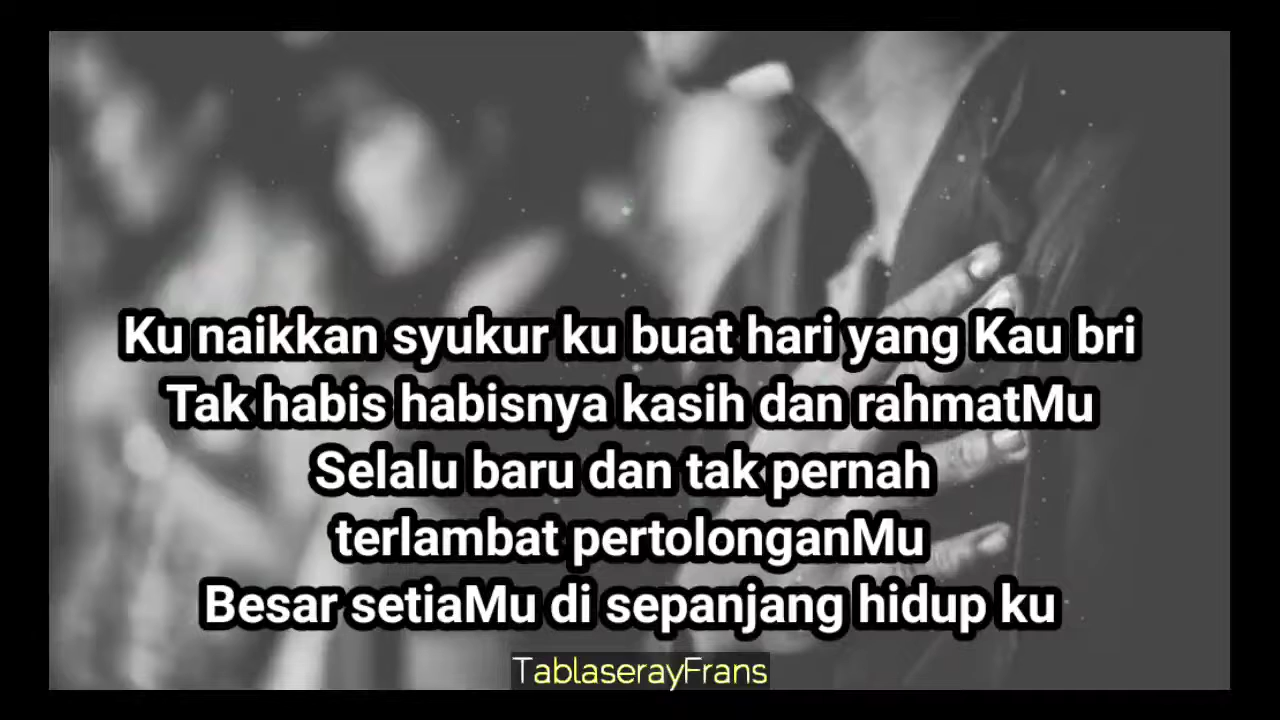 Ku naikkan syukur ku buat hari yang Kau bri
Tak habis habisnya kasih dan rahmatMu
Selalu baru dan tak pernah
terlambat pertolonganMu
Besar setiaMu di sepanjang hidup ku
TablaserayFrans